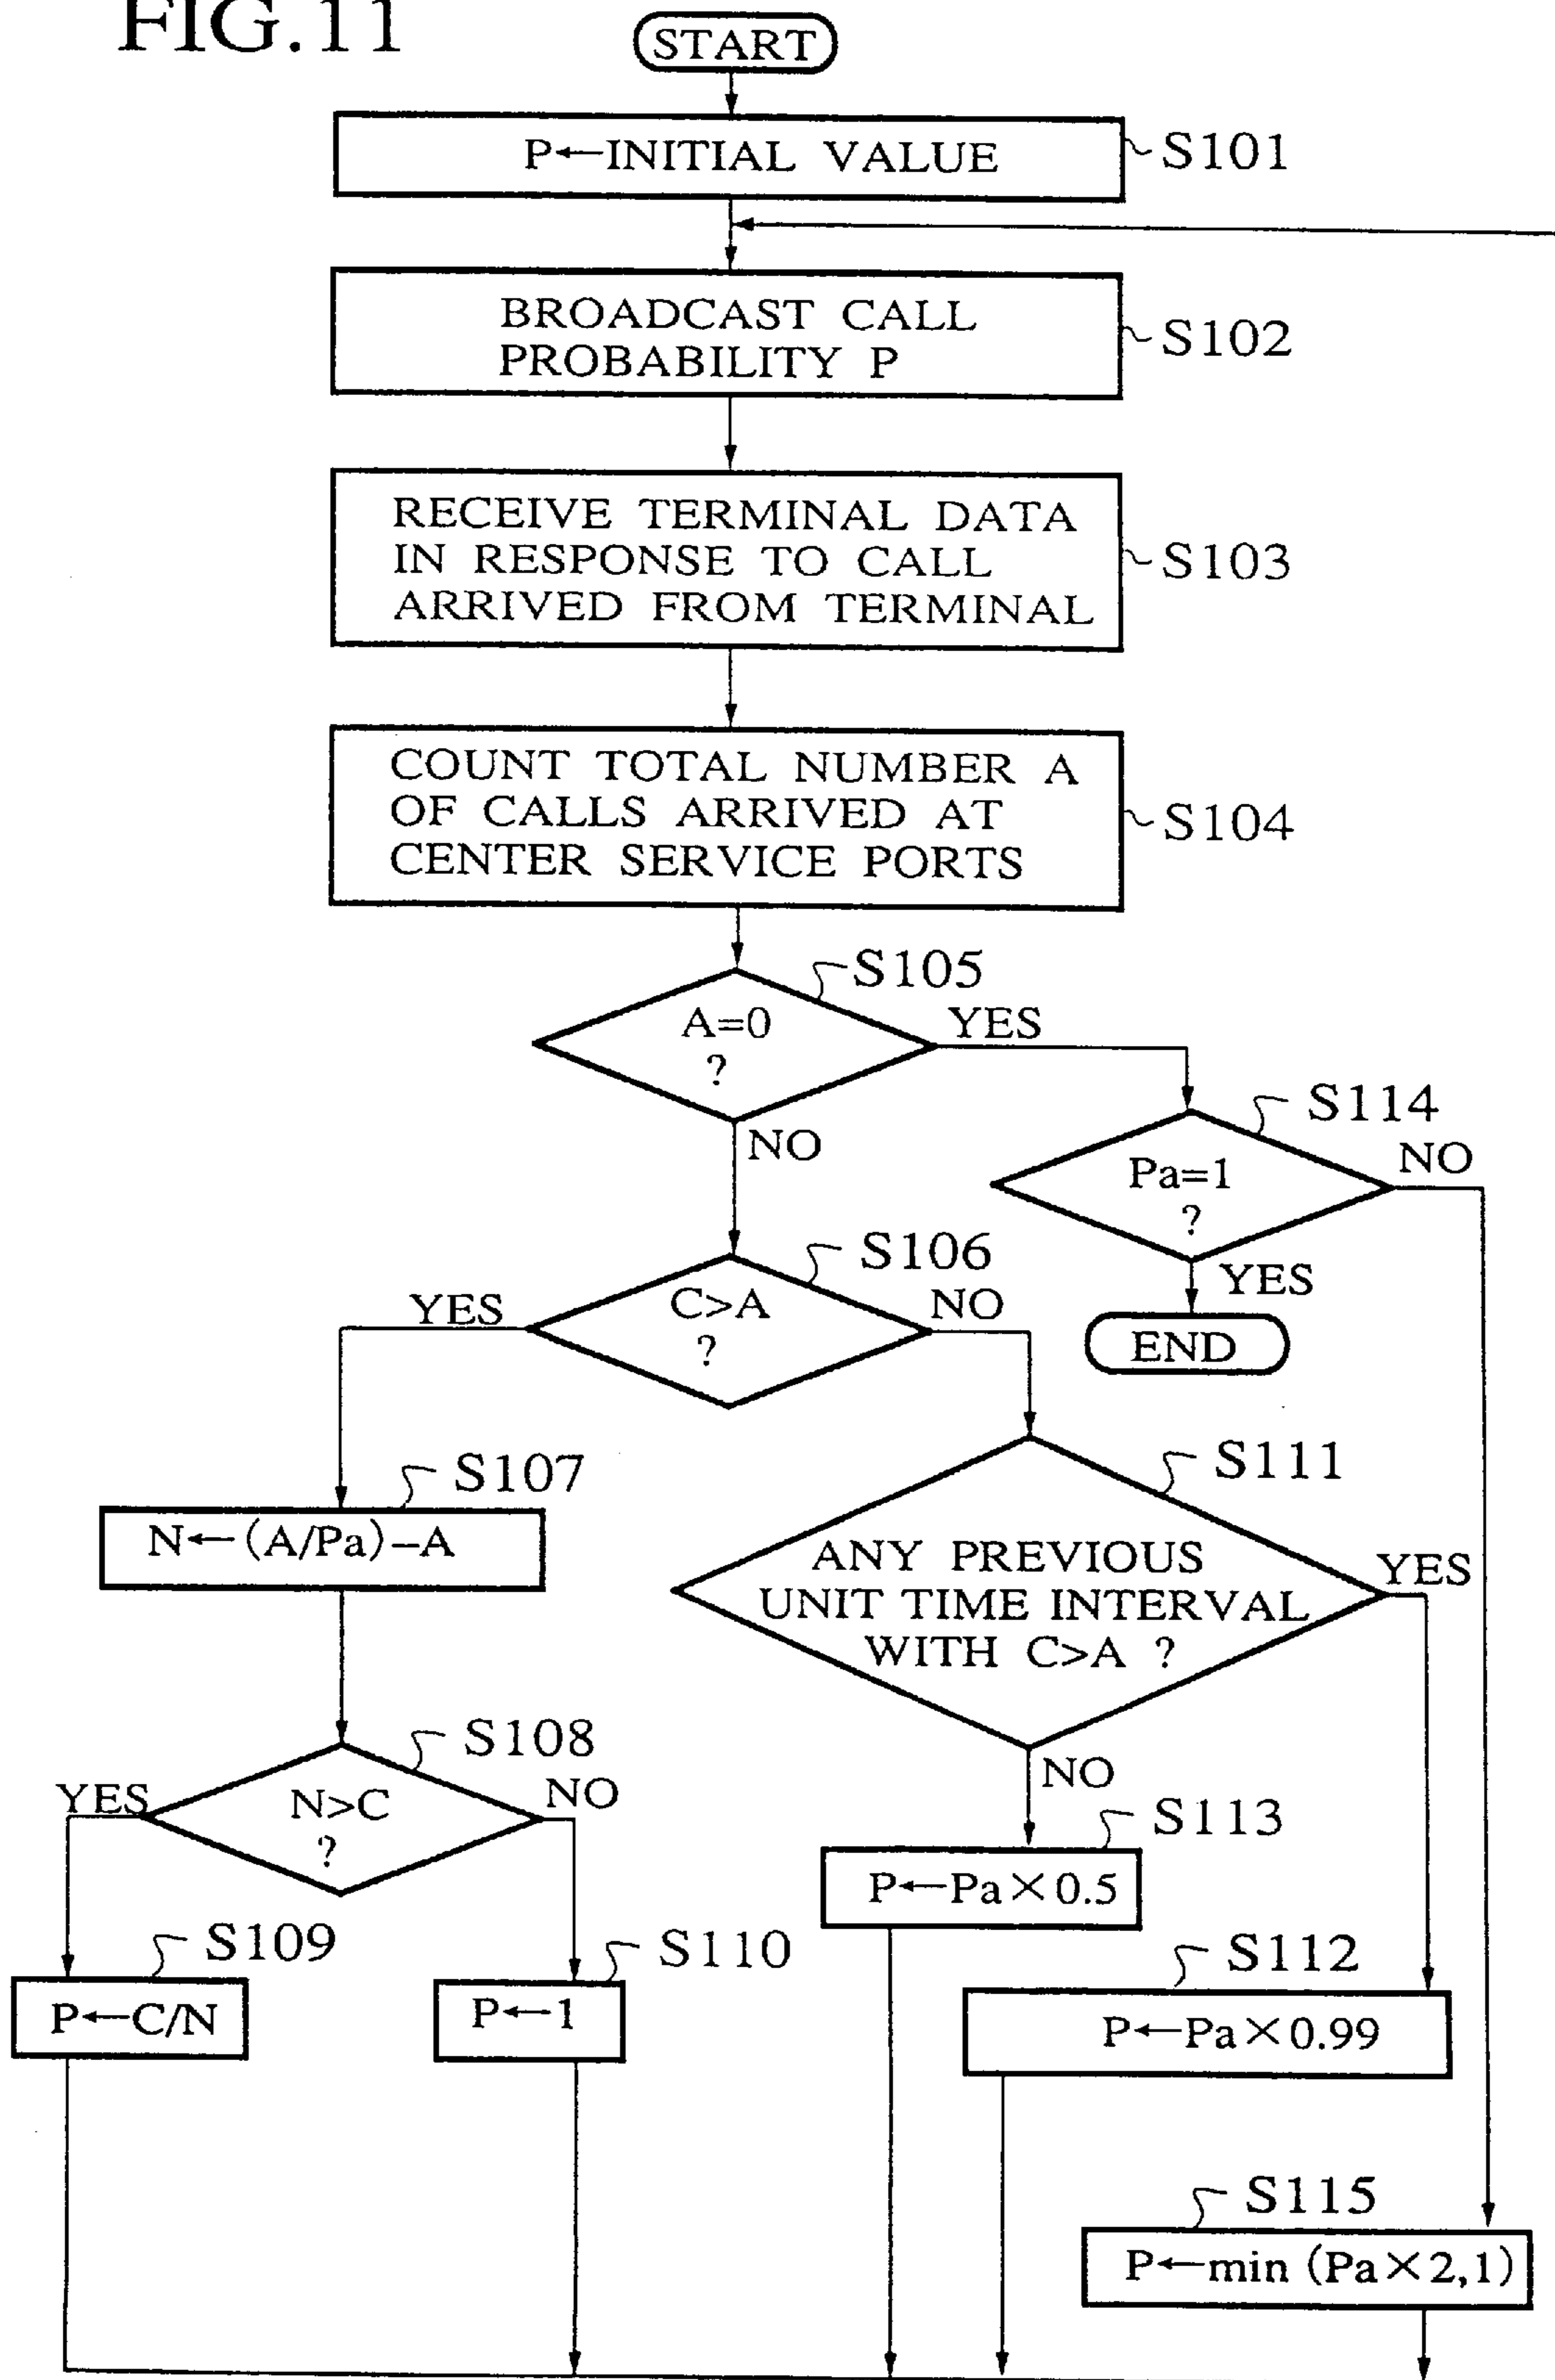 FIG.11
START
P←INITIAL VALUE
S101
BROADCAST CALL
PROBABILITY P
S102
RECEIVE TERMINAL DATA
IN RESPONSE TO CALL
ARRIVED FROM TERMINAL
S103
COUNT TOTAL NUMBER A
OF CALLS ARRIVED AT
CENTER SERVICE PORTS
S104
S105
A=0
?
YES
NO
S114
Pa=1
?
NO
YES
END
S106
C>A
?
YES
NO
S107
N←(A/Pa)−A
S111
ANY PREVIOUS
UNIT TIME INTERVAL
WITH C>A ?
YES
NO
S108
N>C
?
YES
NO
S113
P←Pa×0.5
S109
P←C/N
S110
P←1
S112
P←Pa×0.99
S115
P←min (Pa×2,1)